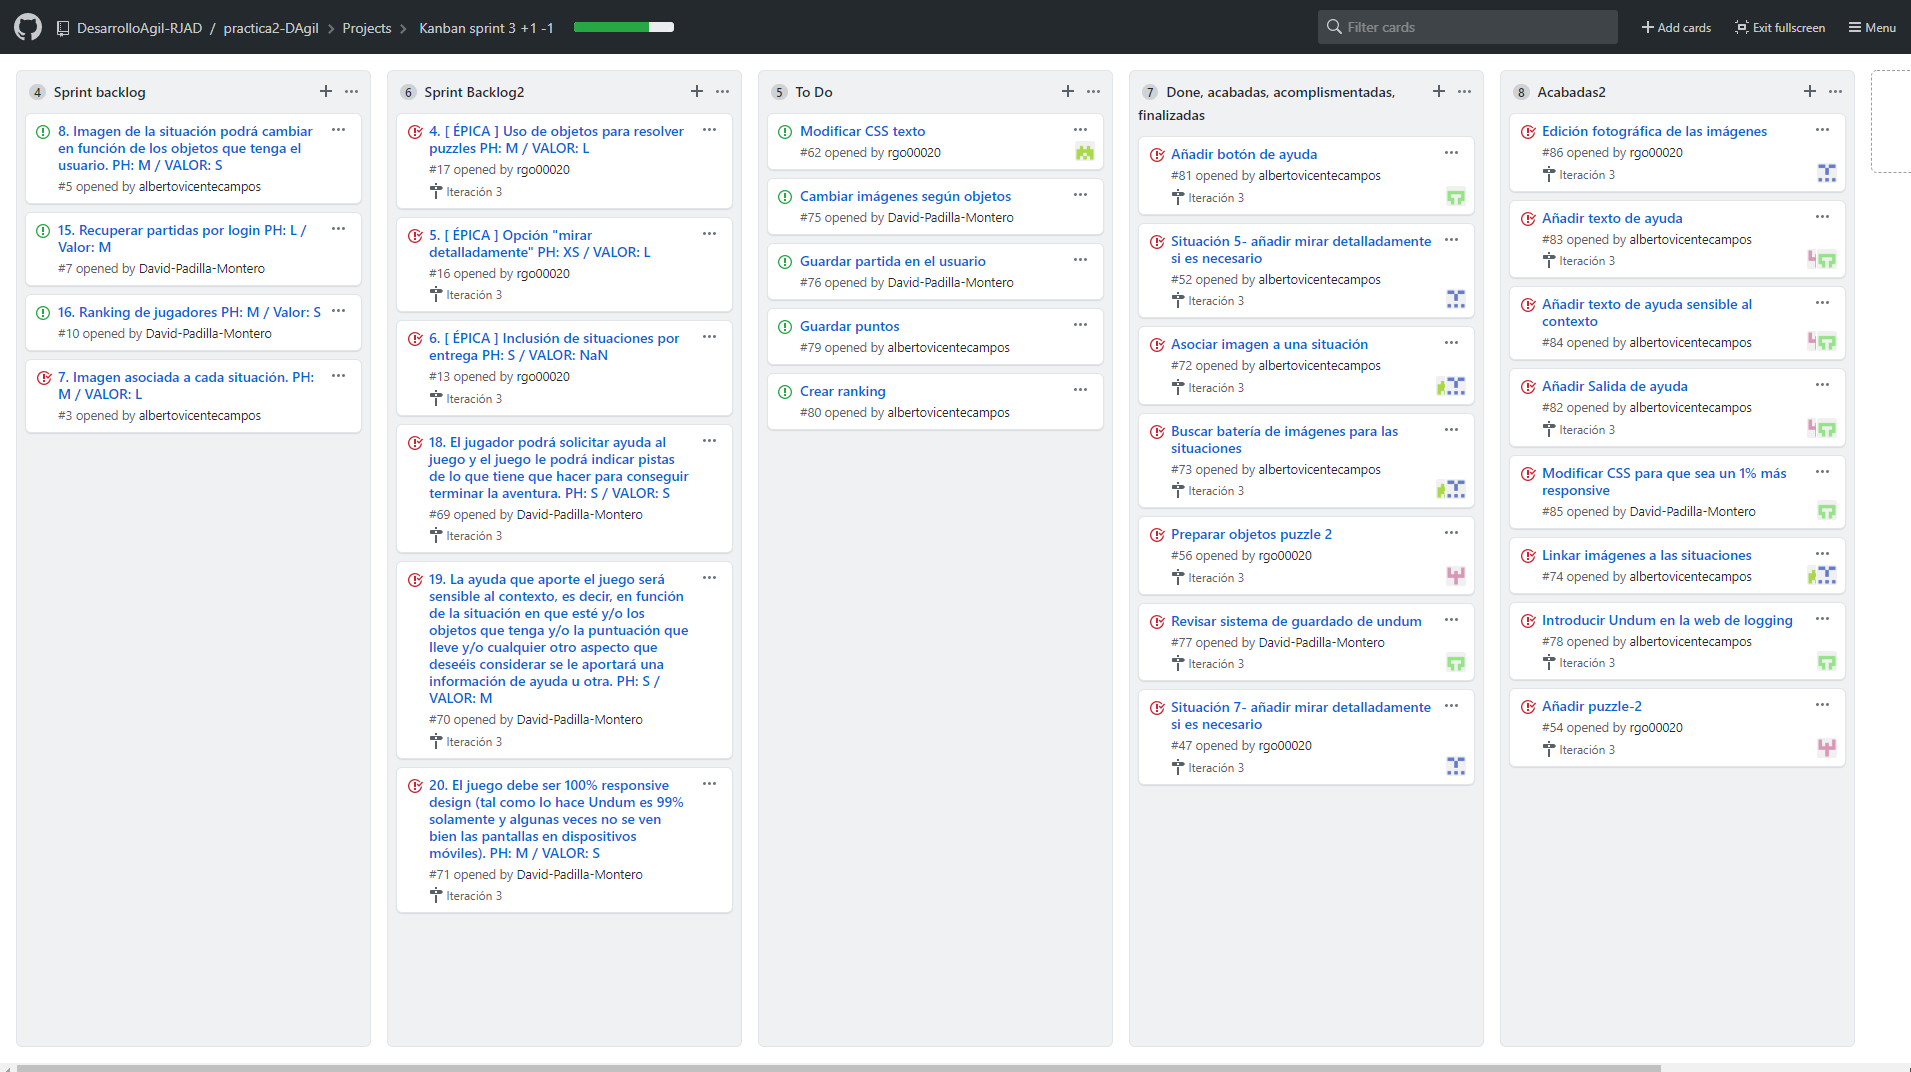 DesarrolloAgil-RJAD / practica2-DAgil > Projects > Kanban sprint 3 +1 -1
Filter cards
Add cards
Exit fullscreen
Menu
4 Sprint backlog
8. Imagen de la situación podrá cambiar
en función de los objetos que tenga el
usuario. PH: M / VALOR: S
#5 opened by albertovicentecampos
15. Recuperar partidas por login PH: L /
Valor: M
#7 opened by David-Padilla-Montero
16. Ranking de jugadores PH: M / Valor: S
#10 opened by David-Padilla-Montero
7. Imagen asociada a cada situación. PH:
M / VALOR: L
#3 opened by albertovicentecampos
6 Sprint Backlog2
4. [ ÉPICA ] Uso de objetos para resolver
puzzles PH: M / VALOR: L
#17 opened by rgo00020
Iteración 3
5. [ ÉPICA ] Opción "mirar
detalladamente" PH: XS / VALOR: L
#16 opened by rgo00020
Iteración 3
6. [ ÉPICA ] Inclusión de situaciones por
entrega PH: S / VALOR: NaN
#13 opened by rgo00020
Iteración 3
18. El jugador podrá solicitar ayuda al
juego y el juego le podrá indicar pistas
de lo que tiene que hacer para conseguir
terminar la aventura. PH: S / VALOR: S
#69 opened by David-Padilla-Montero
Iteración 3
19. La ayuda que aporte el juego será
sensible al contexto, es decir, en función
de la situación en que esté y/o los
objetos que tenga y/o la puntuación que
lleve y/o cualquier otro aspecto que
deseéis considerar se le aportará una
información de ayuda u otra. PH: S /
VALOR: M
#70 opened by David-Padilla-Montero
Iteración 3
20. El juego debe ser 100% responsive
design (tal como lo hace Undum es 99%
solamente y algunas veces no se ven
bien las pantallas en dispositivos
móviles). PH: M / VALOR: S
#71 opened by David-Padilla-Montero
Iteración 3
5 To Do
Modificar CSS texto
#62 opened by rgo00020
Cambiar imágenes según objetos
#75 opened by David-Padilla-Montero
Guardar partida en el usuario
#76 opened by David-Padilla-Montero
Guardar puntos
#79 opened by albertovicentecampos
Crear ranking
#80 opened by albertovicentecampos
7 Done, acabadas, acomplismentadas,
finalizadas
Añadir botón de ayuda
#81 opened by albertovicentecampos
Iteración 3
Situación 5- añadir mirar detalladamente
si es necesario
#52 opened by albertovicentecampos
Iteración 3
Asociar imagen a una situación
#72 opened by albertovicentecampos
Iteración 3
Buscar batería de imágenes para las
situaciones
#73 opened by albertovicentecampos
Iteración 3
Preparar objetos puzzle 2
#56 opened by rgo00020
Iteración 3
Revisar sistema de guardado de undum
#77 opened by David-Padilla-Montero
Iteración 3
Situación 7- añadir mirar detalladamente
si es necesario
#47 opened by rgo00020
Iteración 3
8 Acabadas2
Edición fotográfica de las imágenes
#86 opened by rgo00020
Iteración 3
Añadir texto de ayuda
#83 opened by albertovicentecampos
Iteración 3
Añadir texto de ayuda sensible al
contexto
#84 opened by albertovicentecampos
Añadir Salida de ayuda
#82 opened by albertovicentecampos
Iteración 3
Modificar CSS para que sea un 1% más
responsive
#85 opened by David-Padilla-Montero
Linkar imágenes a las situaciones
#74 opened by albertovicentecampos
Introducir Undum en la web de logging
#78 opened by albertovicentecampos
Iteración 3
Añadir puzzle-2
#54 opened by rgo00020
Iteración 3